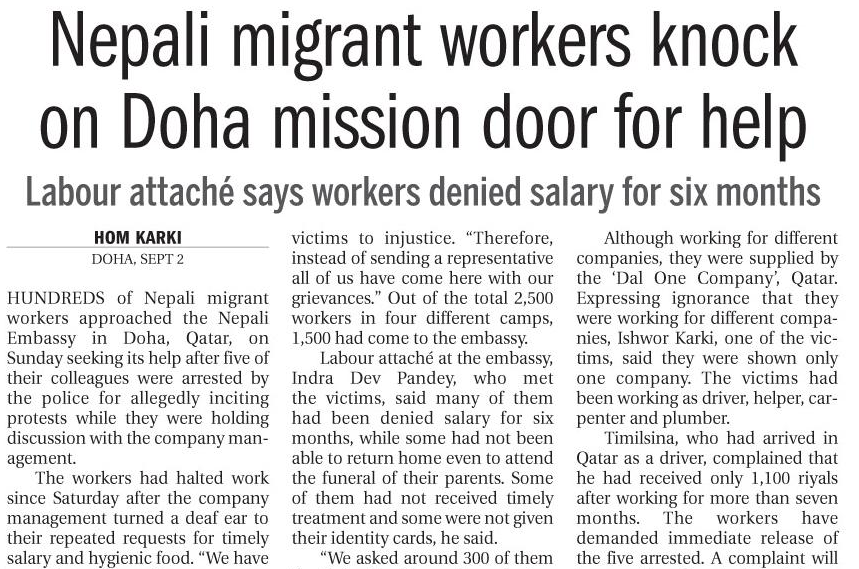 Nepali migrant workers knock
on Doha mission door for help
Labour attaché says workers denied salary for six months
HOM KARKI
DOHA, SEPT 2
HUNDREDS of Nepali migrant
workers approached the Nepali
Embassy in Doha, Qatar, on
Sunday seeking its help after five of
their colleagues were arrested by
the police for allegedly inciting
protests while they were holding
discussion with the company man-
agement.
The workers had halted work
since Saturday after the company
management turned a deaf ear to
their repeated requests for timely
salary and hygienic food. “We have
victims to injustice. “Therefore,
instead of sending a representative
all of us have come here with our
grievances.” Out of the total 2,500
workers in four different camps,
1,500 had come to the embassy.
Labour attaché at the embassy,
Indra Dev Pandey, who met
the victims, said many of them
had been denied salary for six
months, while some had not been
able to return home even to attend
the funeral of their parents. Some
of them had not received timely
treatment and some were not given
their identity cards, he said.
“We asked around 300 of them
Although working for different
companies, they were supplied by
the ‘Dal One Company’, Qatar.
Expressing ignorance that they
were working for different compa-
nies, Ishwor Karki, one of the vic-
tims, said they were shown only
one company. The victims had
been working as driver, helper, car-
penter and plumber.
Timilsina, who had arrived in
Qatar as a driver, complained that
he had received only 1,100 riyals
after working for more than seven
months. The workers have
demanded immediate release of
the five arrested. A complaint will